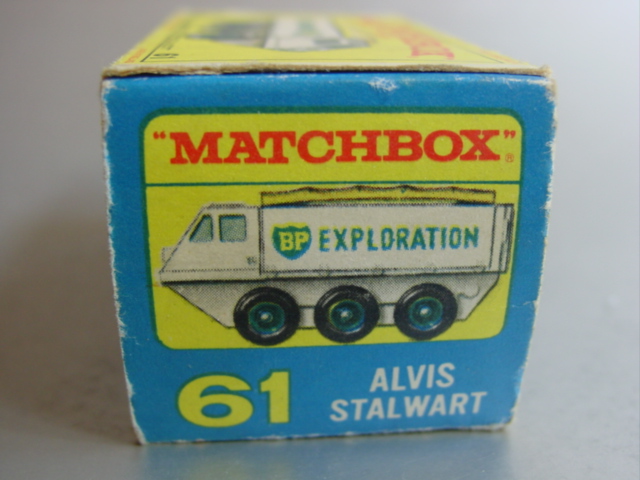 "MATCHBOX"®
BP EXPLORATION
61
ALVIS
STALWART